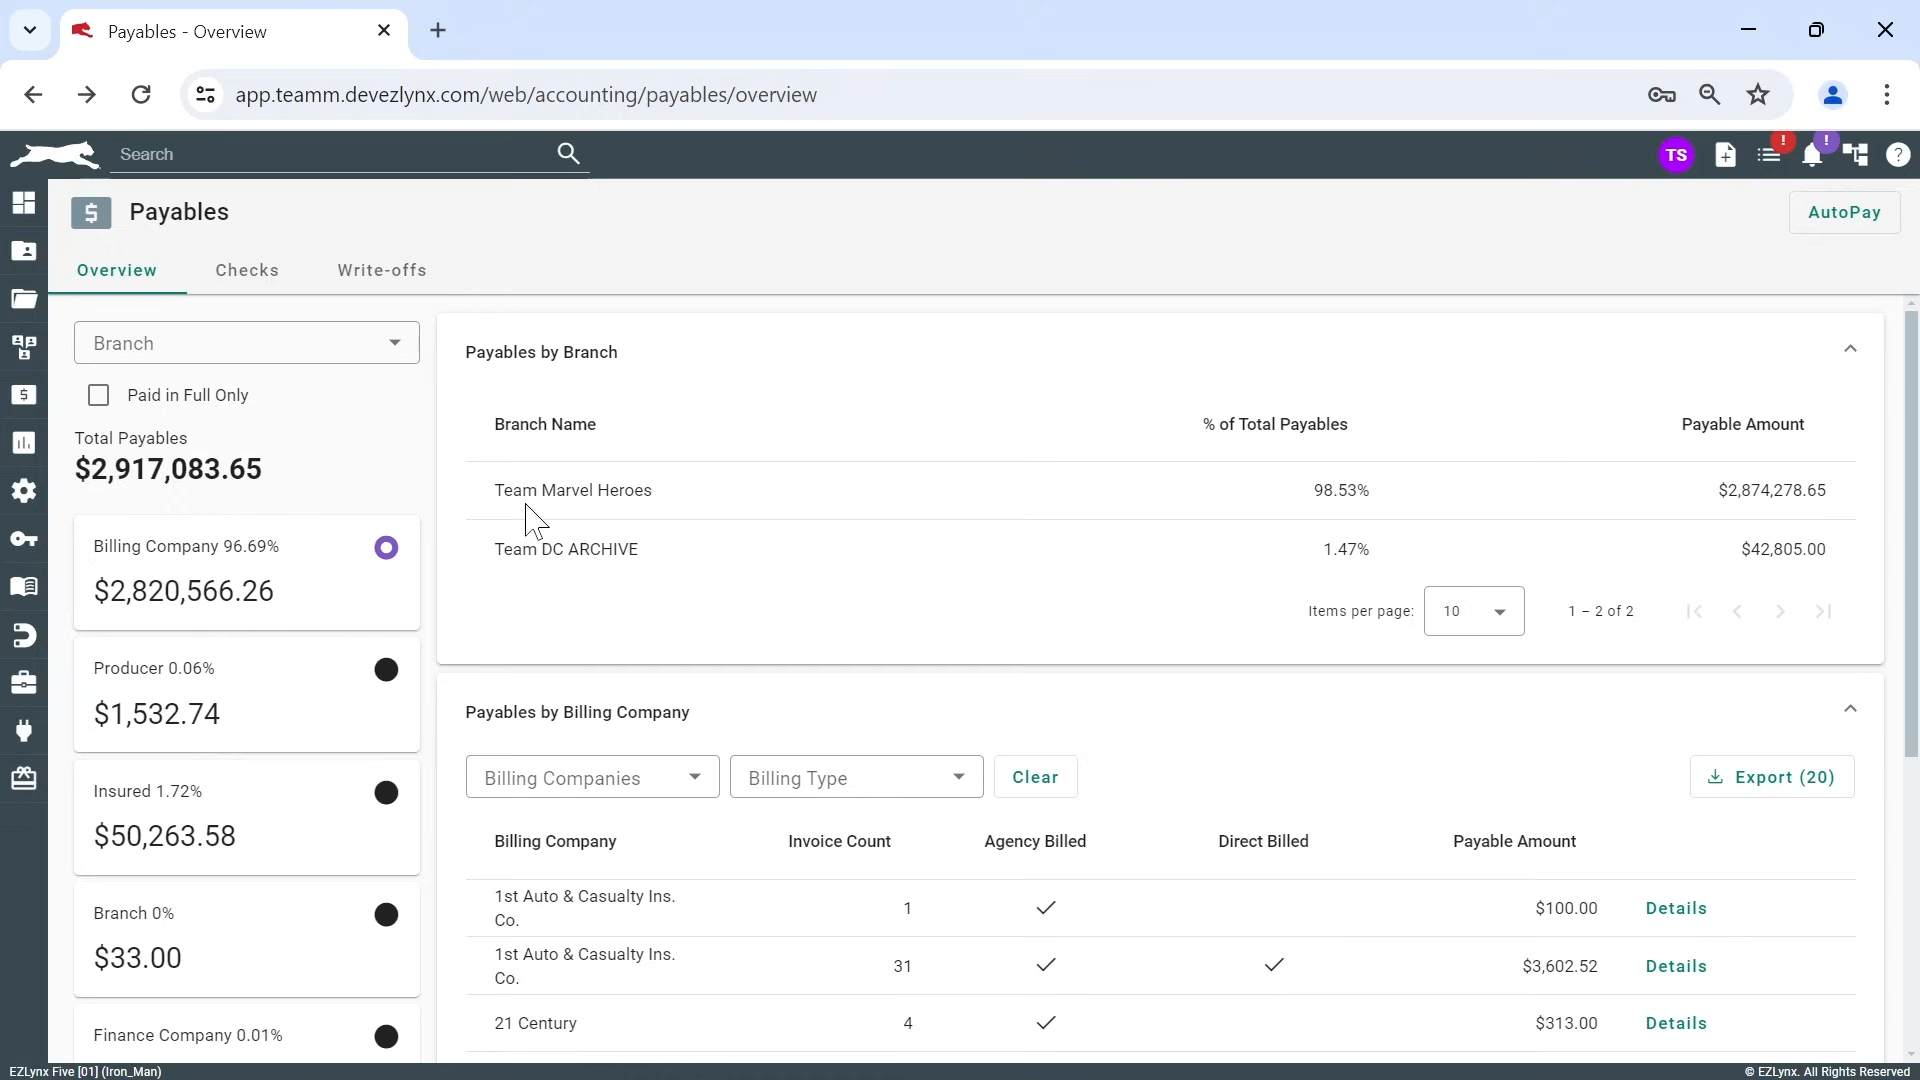 Payables - Overview
app.teamm.devezlynx.com/web/accounting/payables/overview
Search
TS
!
!
?
$ Payables
AutoPay
Overview Checks Write-offs
Branch
Paid in Full Only
Total Payables
$2,917,083.65
Billing Company 96.69%
$2,820,566.26
Producer 0.06%
$1,532.74
Insured 1.72%
$50,263.58
Branch 0%
$33.00
Finance Company 0.01%
Payables by Branch
Branch Name % of Total Payables Payable Amount
Team Marvel Heroes 98.53% $2,874,278.65
Team DC ARCHIVE 1.47% $42,805.00
Items per page: 10 1 – 2 of 2
Payables by Billing Company
Billing Companies Billing Type Clear Export (20)
Billing Company Invoice Count Agency Billed Direct Billed Payable Amount
1st Auto & Casualty Ins.
Co. 1 $100.00 Details
1st Auto & Casualty Ins.
Co. 31 $3,602.52 Details
21 Century 4 $313.00 Details
EZLynx Five [01] (Iron_Man)
© EZLynx. All Rights Reserved